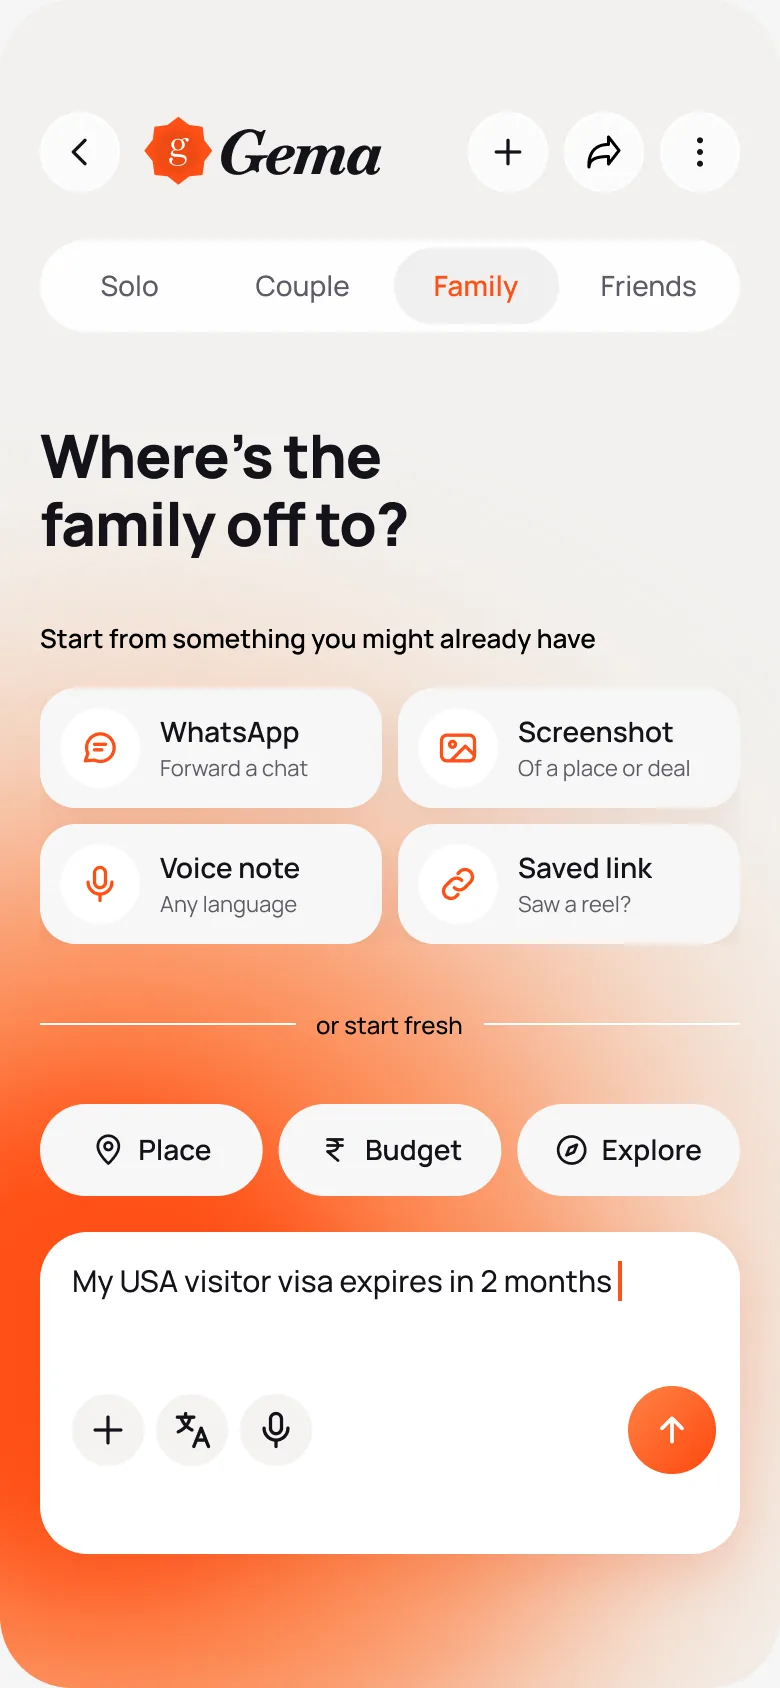 g Gema
Solo Couple Family Friends
Where’s the
family off to?
Start from something you might already have
WhatsApp
Forward a chat
Screenshot
Of a place or deal
Voice note
Any language
Saved link
Saw a reel?
or start fresh
Place
₹ Budget
Explore
My USA visitor visa expires in 2 months
文A